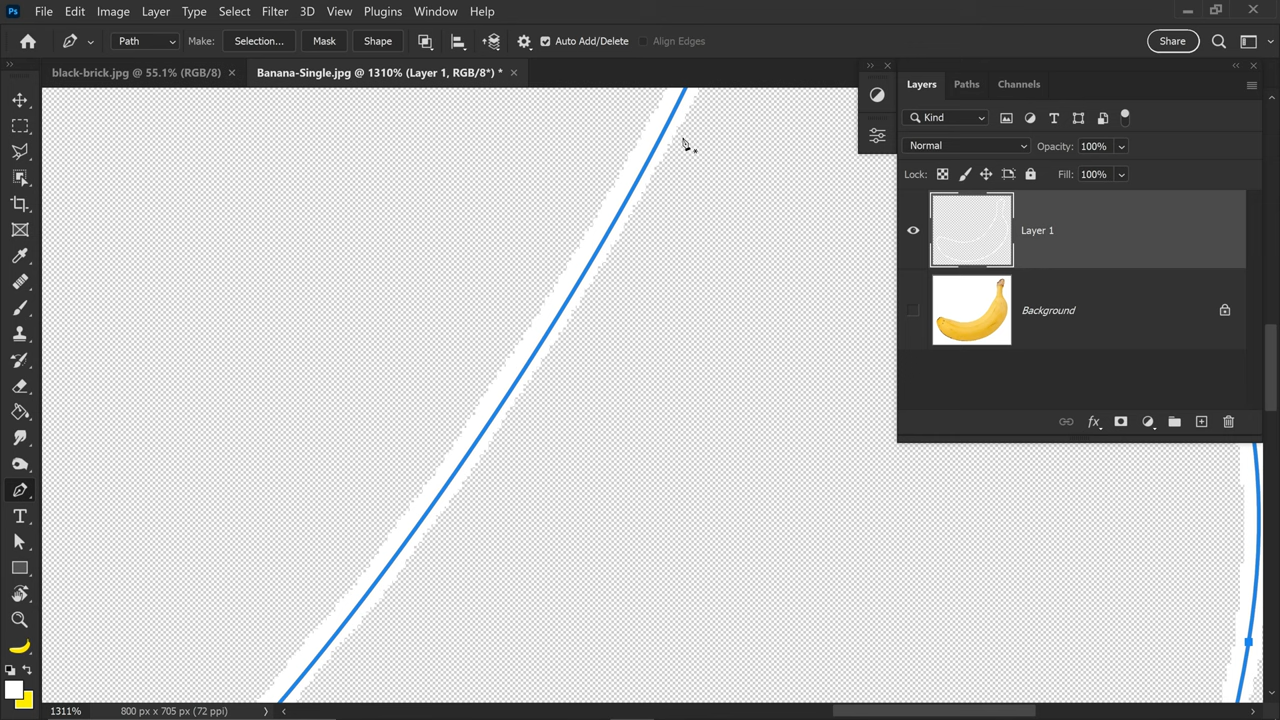 Ps File Edit Image Layer Type Select Filter 3D View Plugins Window Help
Path Make: Selection... Mask Shape Auto Add/Delete Align Edges Share
black-brick.jpg @ 55.1% (RGB/8) × Banana-Single.jpg @ 1310% (Layer 1, RGB/8*) * ×
Layers Paths Channels
Kind
Normal Opacity: 100%
Lock: Fill: 100%
Layer 1
Background
fx
1311% 800 px x 705 px (72 ppi)